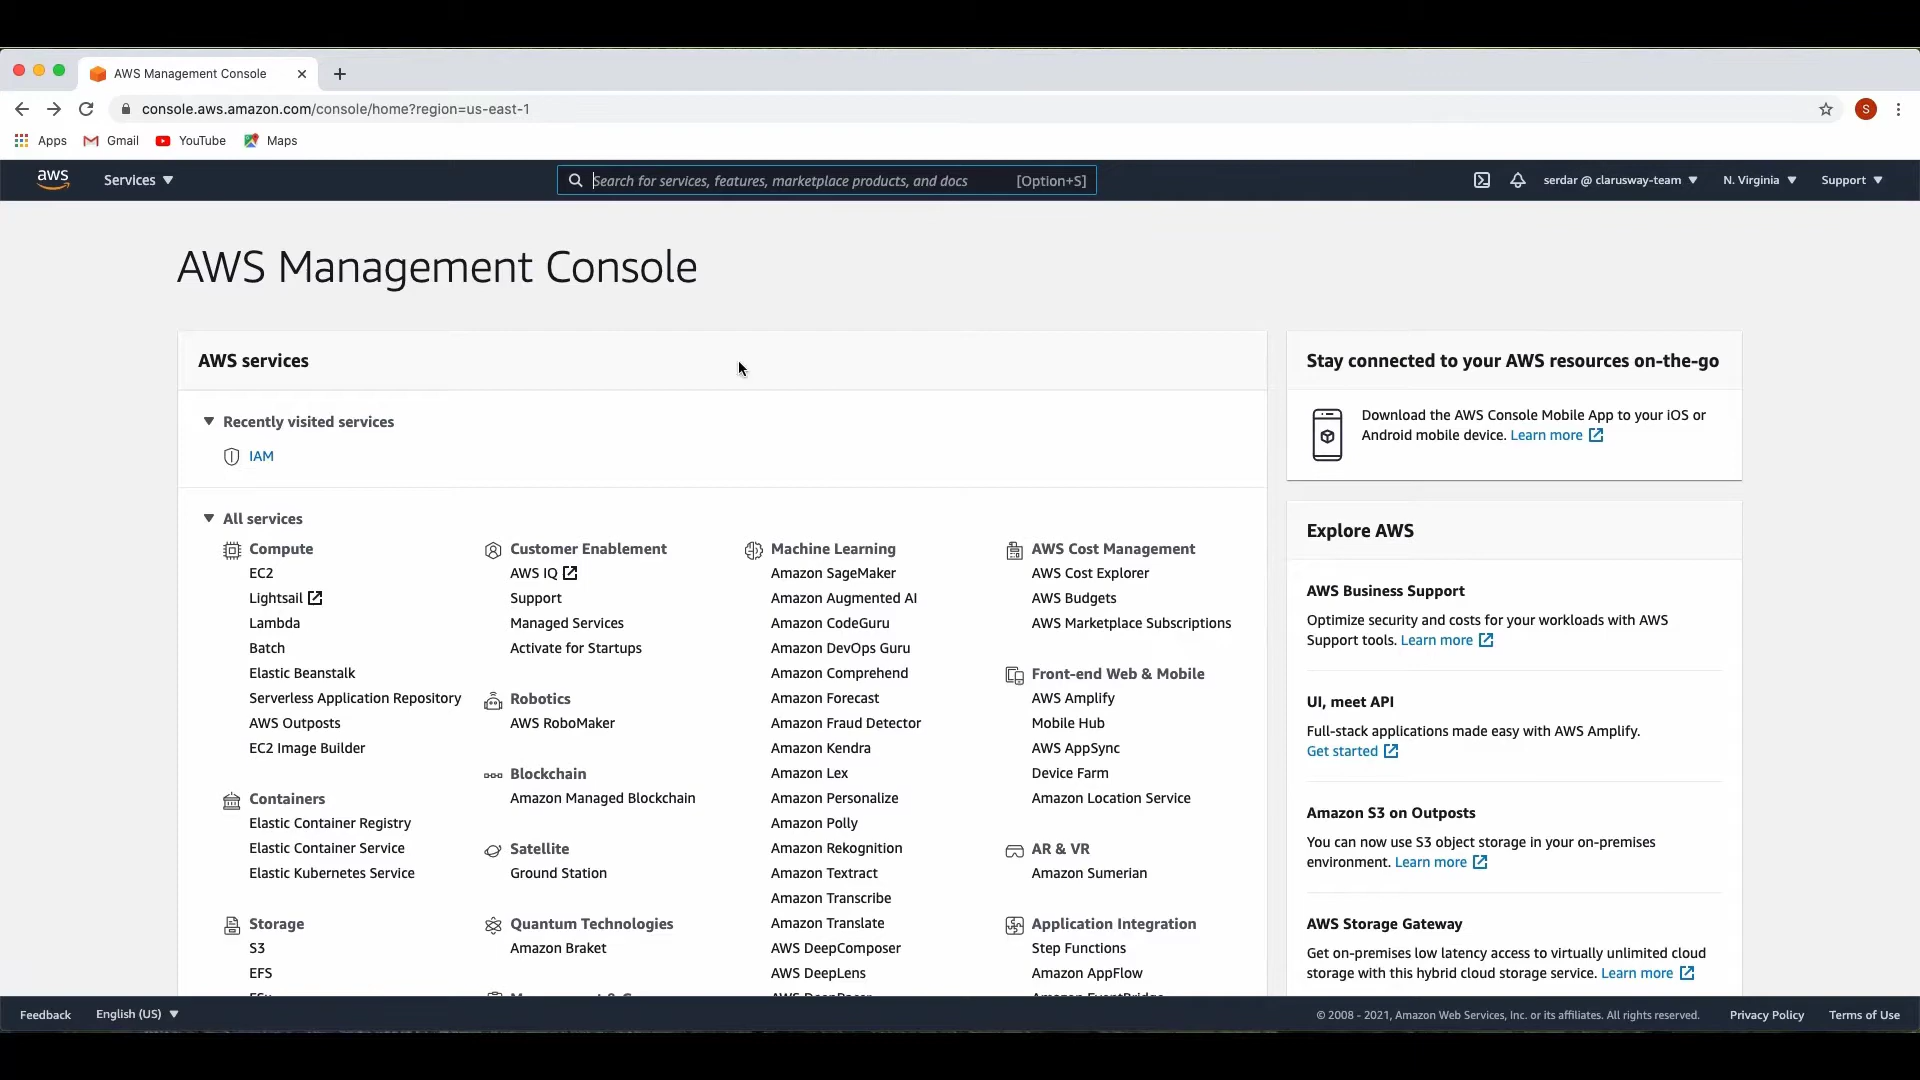 AWS Management Console
console.aws.amazon.com/console/home?region=us-east-1
S
Apps Gmail YouTube Maps
aws Services Search for services, features, marketplace products, and docs [Option+S] serdar @ clarusway-team N. Virginia Support
AWS Management Console
AWS services
Recently visited services
IAM
All services
Compute
EC2
Lightsail
Lambda
Batch
Elastic Beanstalk
Serverless Application Repository
AWS Outposts
EC2 Image Builder
Containers
Elastic Container Registry
Elastic Container Service
Elastic Kubernetes Service
Storage
S3
EFS
Customer Enablement
AWS IQ
Support
Managed Services
Activate for Startups
Robotics
AWS RoboMaker
Blockchain
Amazon Managed Blockchain
Satellite
Ground Station
Quantum Technologies
Amazon Braket
Machine Learning
Amazon SageMaker
Amazon Augmented AI
Amazon CodeGuru
Amazon DevOps Guru
Amazon Comprehend
Amazon Forecast
Amazon Fraud Detector
Amazon Kendra
Amazon Lex
Amazon Personalize
Amazon Polly
Amazon Rekognition
Amazon Textract
Amazon Transcribe
Amazon Translate
AWS DeepComposer
AWS DeepLens
AWS DeepRacer
AWS Cost Management
AWS Cost Explorer
AWS Budgets
AWS Marketplace Subscriptions
Front-end Web & Mobile
AWS Amplify
Mobile Hub
AWS AppSync
Device Farm
Amazon Location Service
AR & VR
Amazon Sumerian
Application Integration
Step Functions
Amazon AppFlow
Amazon EventBridge
Stay connected to your AWS resources on-the-go
Download the AWS Console Mobile App to your iOS or
Android mobile device. Learn more
Explore AWS
AWS Business Support
Optimize security and costs for your workloads with AWS
Support tools. Learn more
UI, meet API
Full-stack applications made easy with AWS Amplify.
Get started
Amazon S3 on Outposts
You can now use S3 object storage in your on-premises
environment. Learn more
AWS Storage Gateway
Get on-premises low latency access to virtually unlimited cloud
storage with this hybrid cloud storage service. Learn more
Feedback English (US) © 2008 - 2021, Amazon Web Services, Inc. or its affiliates. All rights reserved. Privacy Policy Terms of Use